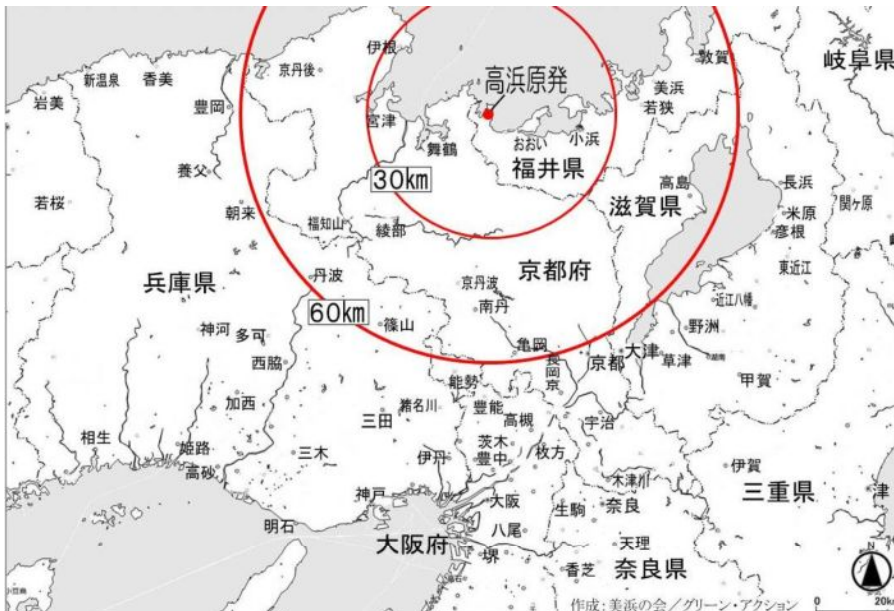 伊根
京丹後
敦賀
岐阜県
新温泉
香美
美浜
岩美
豊岡
高浜原発
若狭
宮津
舞鶴
おおい
小浜
養父
30km
福井県
高島
長浜
若桜
朝来
滋賀県
関ヶ原
米原
福知山
綾部
彦根
京都府
東近江
丹波
兵庫県
京丹波
南丹
近江八幡
60km
篠山
野洲
神河
多可
亀岡
京都
大津
草津
湖南
西脇
長岡京
能勢
甲賀
加西
猪名川
豊能
三田
高槻
宇治
相生
姫路
三木
茨木
枚方
伊丹
豊中
伊賀
高砂
木津川
三重県
津
神戸
大阪
生駒
奈良
明石
大阪府
八尾
堺
天理
N
香芝
奈良県
作成:美浜の会/グリーン・アクション
0
20km